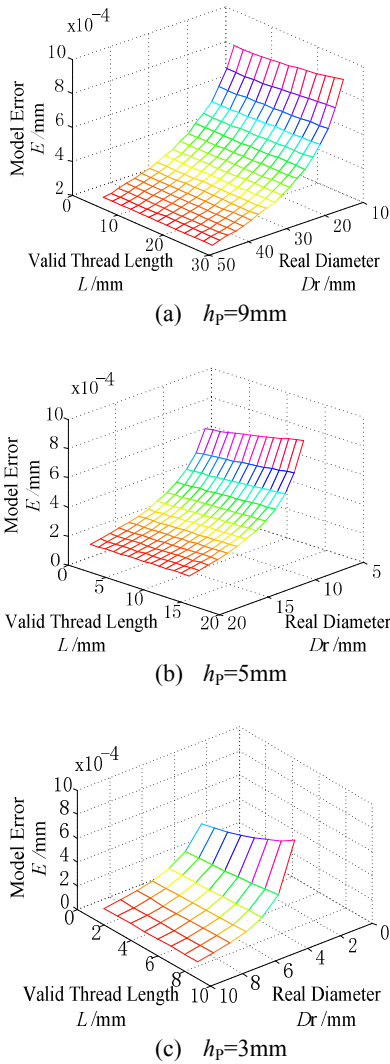 x10⁻⁴
10
8
6
4
2
Model Error
E /mm
0
10
20
30
50
40
30
20
10
Valid Thread Length
L /mm
Real Diameter
Dr /mm
(a) hP=9mm
x10⁻⁴
10
8
6
4
2
0
Model Error
E /mm
0
5
10
15
20
20
15
10
5
Valid Thread Length
L /mm
Real Diameter
Dr /mm
(b) hP=5mm
x10⁻⁴
10
8
6
4
2
0
Model Error
E /mm
0
2
4
6
8
10
10
8
6
4
2
0
Valid Thread Length
L /mm
Real Diameter
Dr /mm
(c) hP=3mm